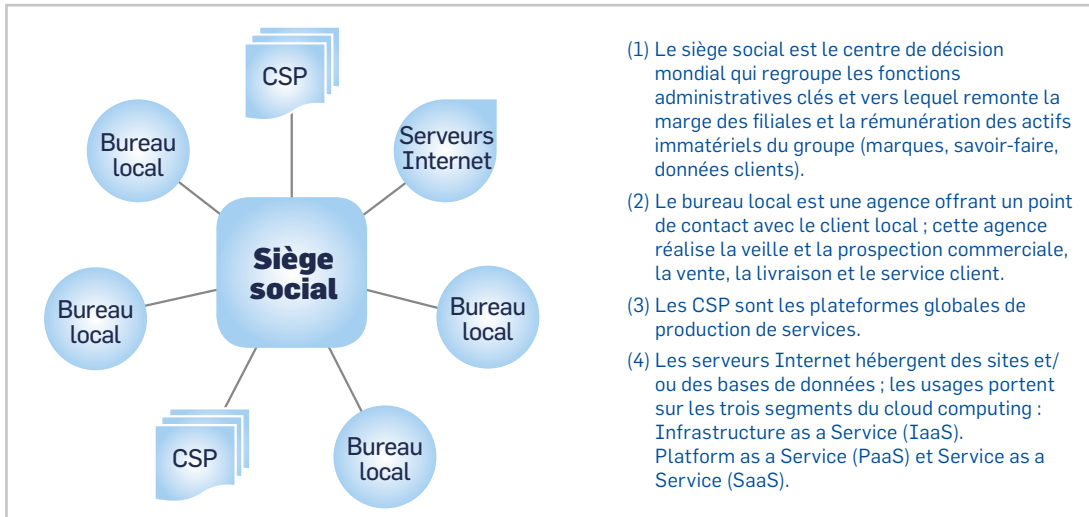 CSP
Bureau
local
Serveurs
Internet
Siège
social
Bureau
local
Bureau
local
CSP
Bureau
local
(1) Le siège social est le centre de décision
mondial qui regroupe les fonctions
administratives clés et vers lequel remonte la
marge des filiales et la rémunération des actifs
immatériels du groupe (marques, savoir-faire,
données clients).
(2) Le bureau local est une agence offrant un point
de contact avec le client local ; cette agence
réalise la veille et la prospection commerciale,
la vente, la livraison et le service client.
(3) Les CSP sont les plateformes globales de
production de services.
(4) Les serveurs Internet hébergent des sites et/
ou des bases de données ; les usages portent
sur les trois segments du cloud computing :
Infrastructure as a Service (IaaS).
Platform as a Service (PaaS) et Service as a
Service (SaaS).